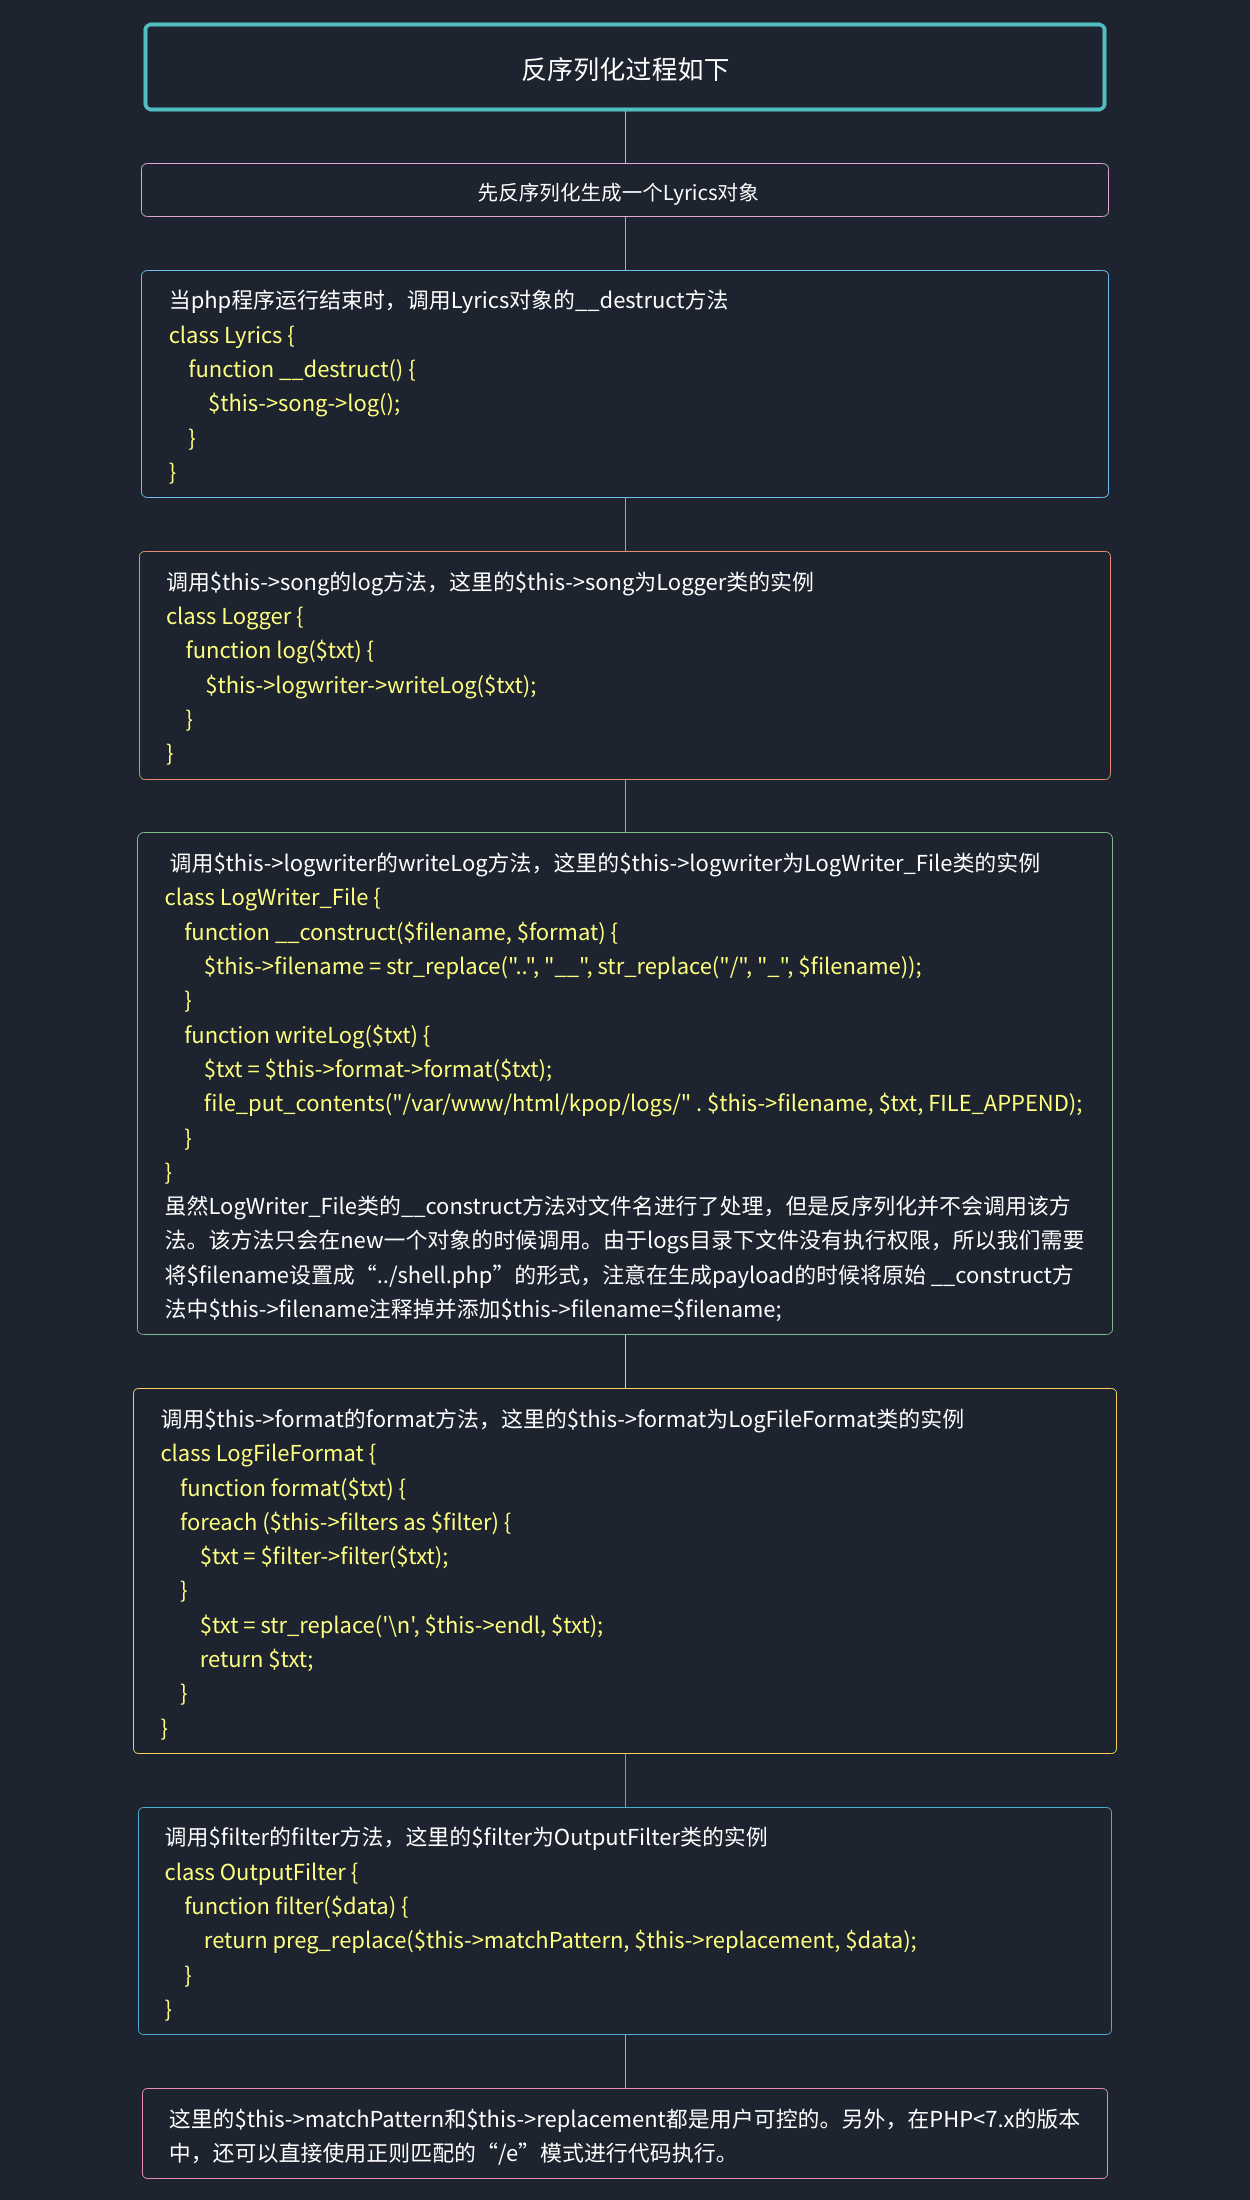 反序列化过程如下
先反序列化生成一个Lyrics对象
当php程序运行结束时，调用Lyrics对象的__destruct方法
class Lyrics {
    function __destruct() {
        $this->song->log();
    }
}
调用$this->song的log方法，这里的$this->song为Logger类的实例
class Logger {
    function log($txt) {
        $this->logwriter->writeLog($txt);
    }
}
调用$this->logwriter的writeLog方法，这里的$this->logwriter为LogWriter_File类的实例
class LogWriter_File {
    function __construct($filename, $format) {
        $this->filename = str_replace("..", "__", str_replace("/", "_", $filename));
    }
    function writeLog($txt) {
        $txt = $this->format->format($txt);
        file_put_contents("/var/www/html/kpop/logs/" . $this->filename, $txt, FILE_APPEND);
    }
}
虽然LogWriter_File类的__construct方法对文件名进行了处理，但是反序列化并不会调用该方
法。该方法只会在new一个对象的时候调用。由于logs目录下文件没有执行权限，所以我们需要
将$filename设置成“../shell.php”的形式，注意在生成payload的时候将原始 __construct方
法中$this->filename注释掉并添加$this->filename=$filename;
调用$this->format的format方法，这里的$this->format为LogFileFormat类的实例
class LogFileFormat {
    function format($txt) {
    foreach ($this->filters as $filter) {
        $txt = $filter->filter($txt);
    }
        $txt = str_replace('\n', $this->endl, $txt);
        return $txt;
    }
}
调用$filter的filter方法，这里的$filter为OutputFilter类的实例
class OutputFilter {
    function filter($data) {
        return preg_replace($this->matchPattern, $this->replacement, $data);
    }
}
这里的$this->matchPattern和$this->replacement都是用户可控的。另外，在PHP<7.x的版本
中，还可以直接使用正则匹配的“/e”模式进行代码执行。